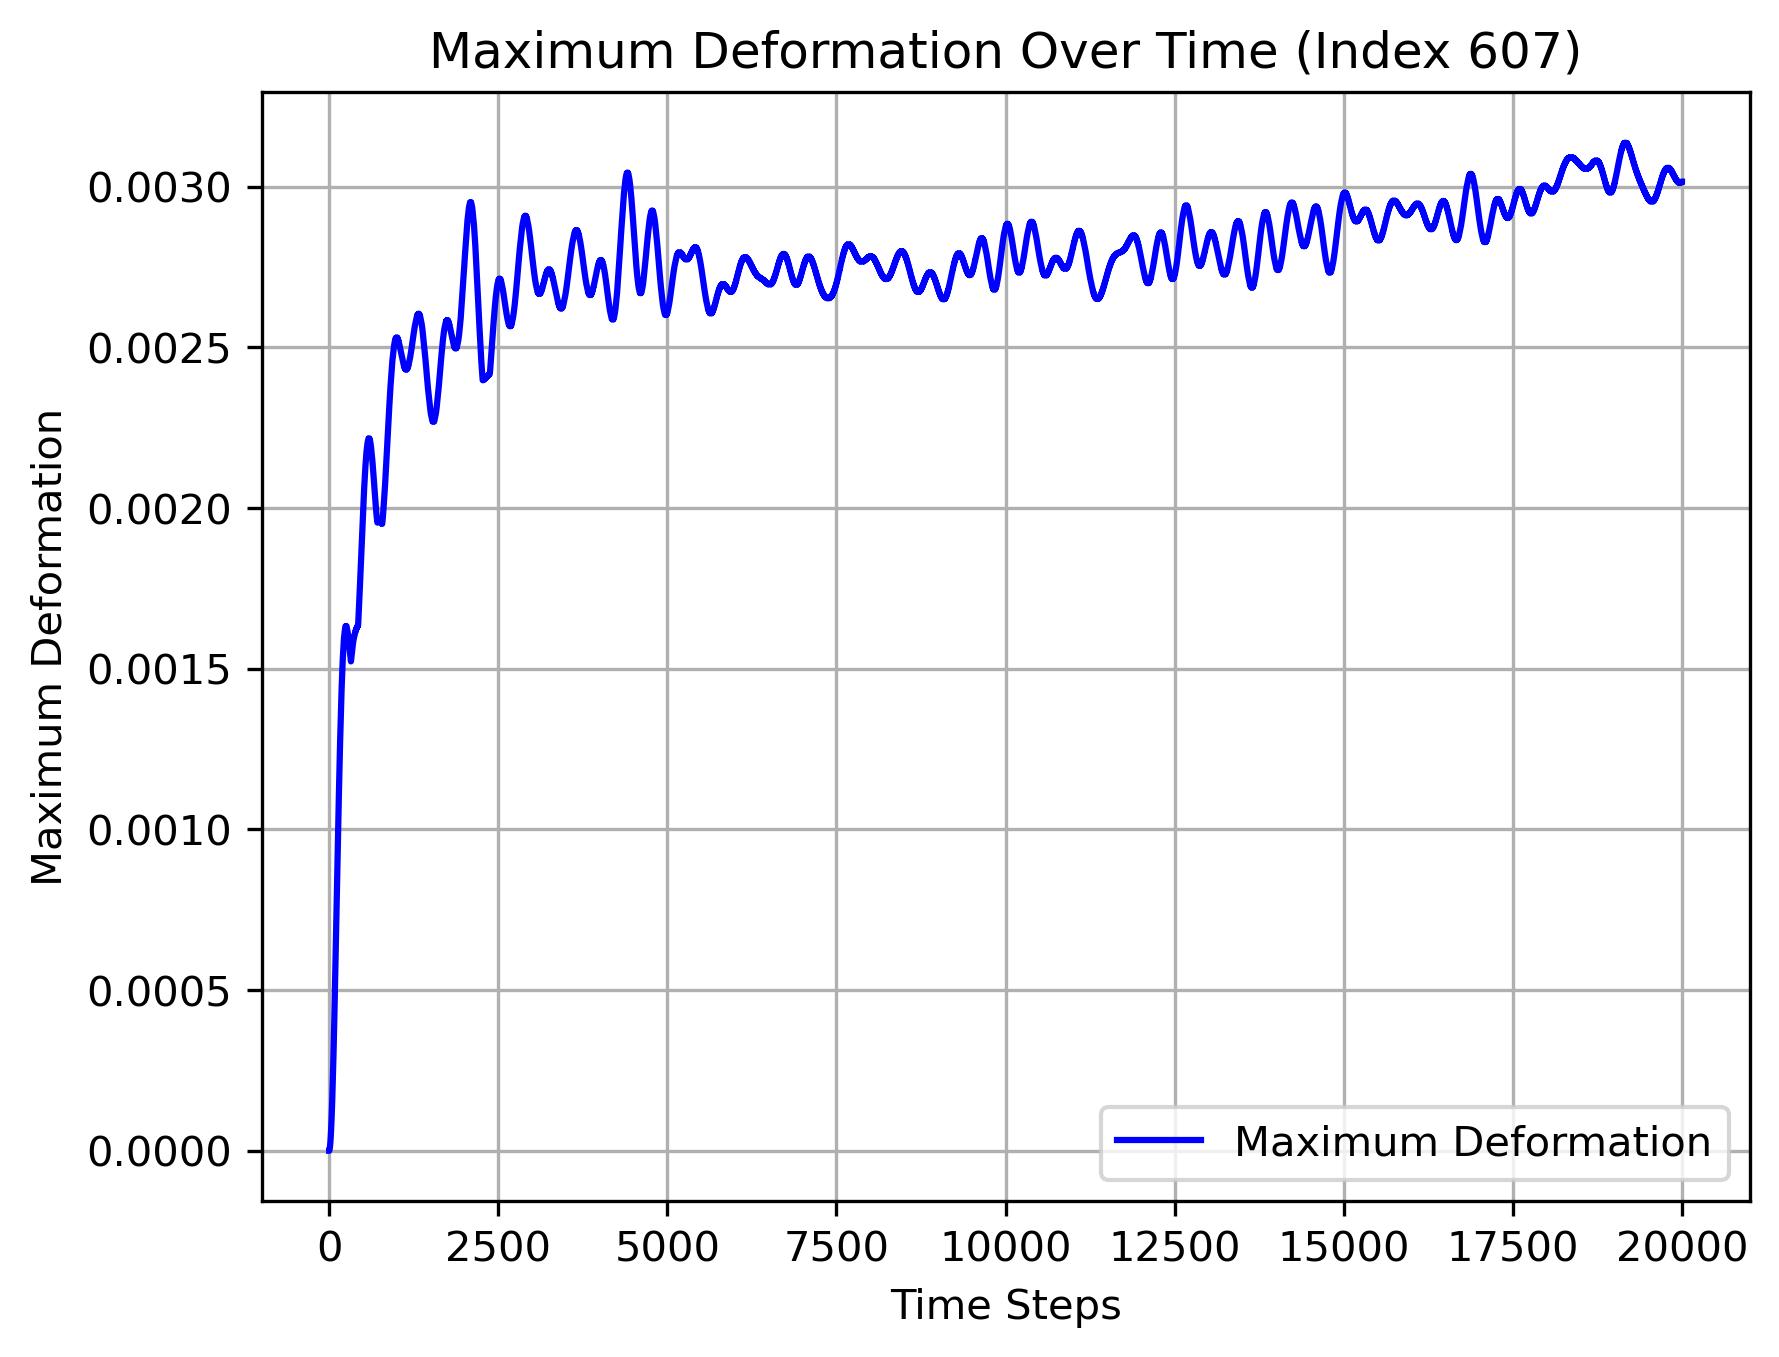 Maximum Deformation Over Time (Index 607)
Maximum Deformation
0.0030
0.0025
0.0020
0.0015
0.0010
0.0005
0.0000
Maximum Deformation
0 2500 5000 7500 10000 12500 15000 17500 20000
Time Steps